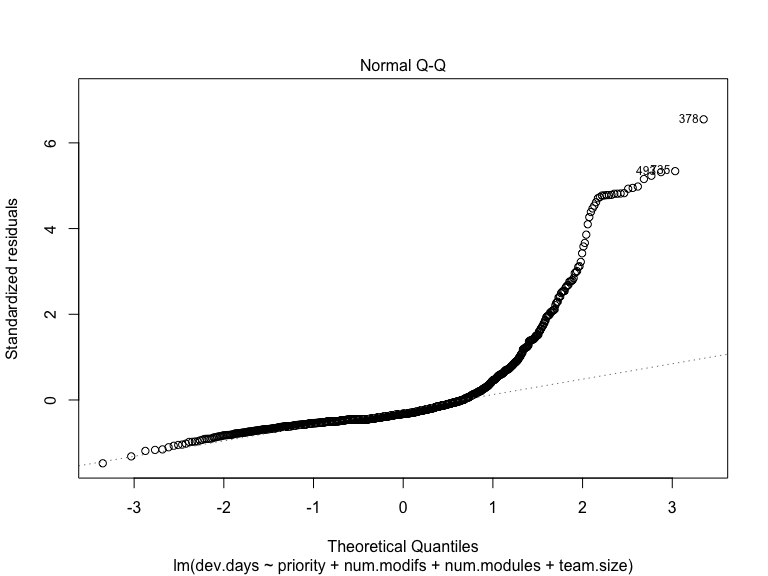 Normal Q-Q
Standardized residuals
6
4
2
0
378
735
-3 -2 -1 0 1 2 3
Theoretical Quantiles
lm(dev.days ~ priority + num.modifs + num.modules + team.size)